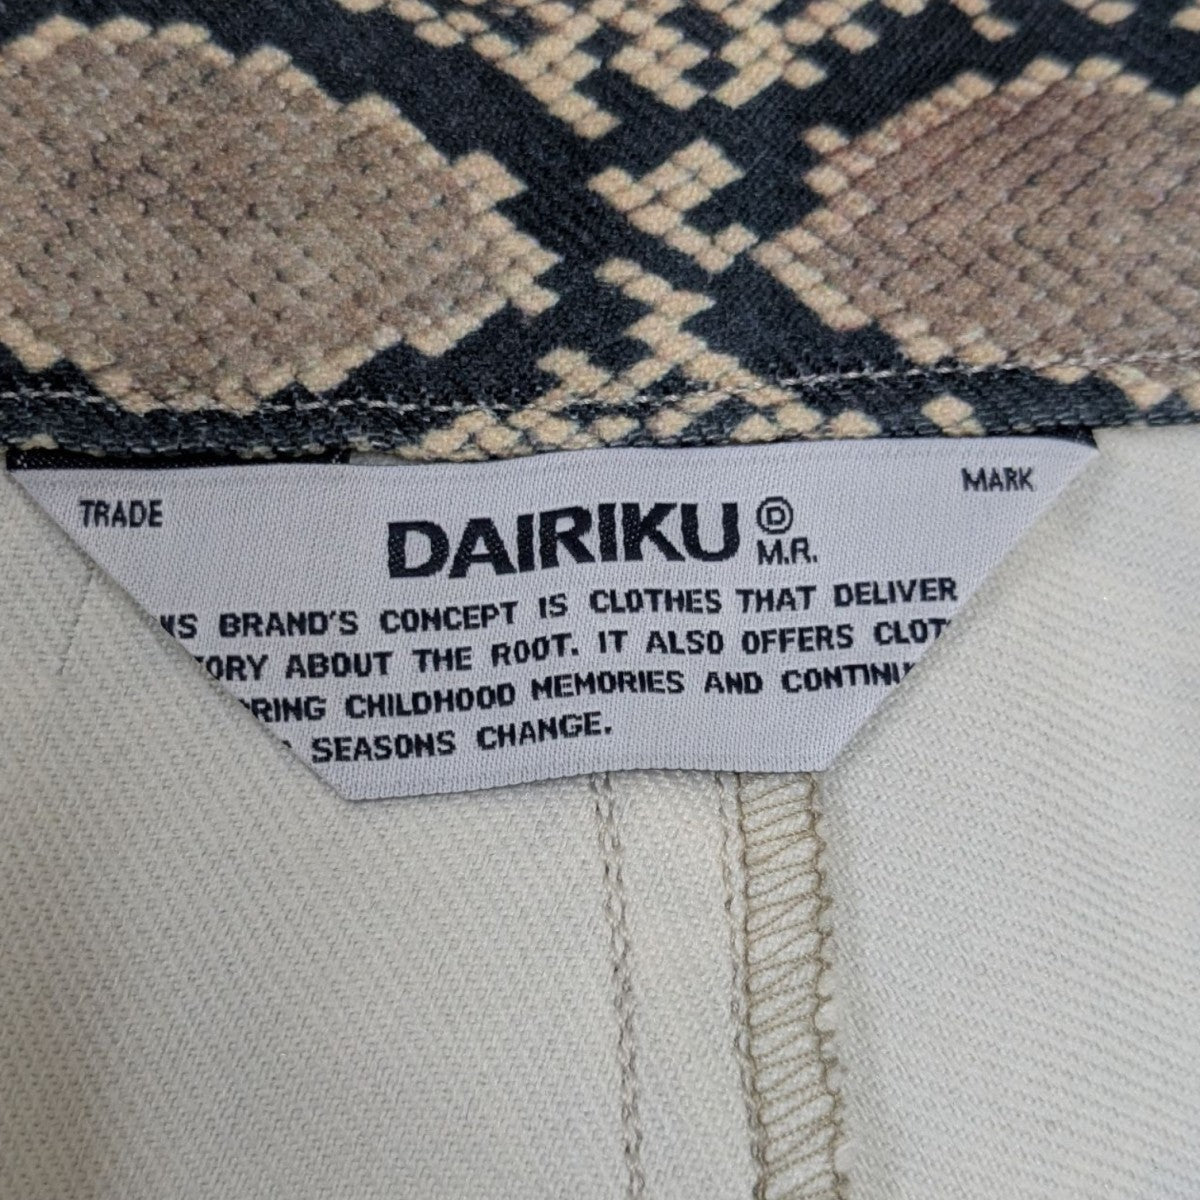 TRADE MARK
DAIRIKU Ⓓ
M.R.
BRAND'S CONCEPT IS CLOTHES THAT DELIVER
ABOUT THE ROOT. IT ALSO OFFERS
CHILDHOOD MEMORIES AND
SEASONS CHANGE.